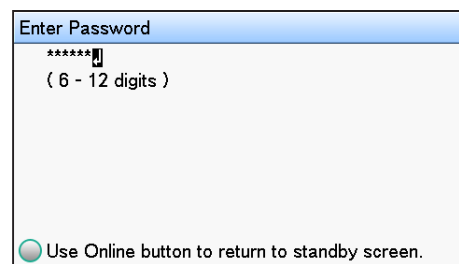 Enter Password
******↲
( 6 - 12 digits )
Use Online button to return to standby screen.